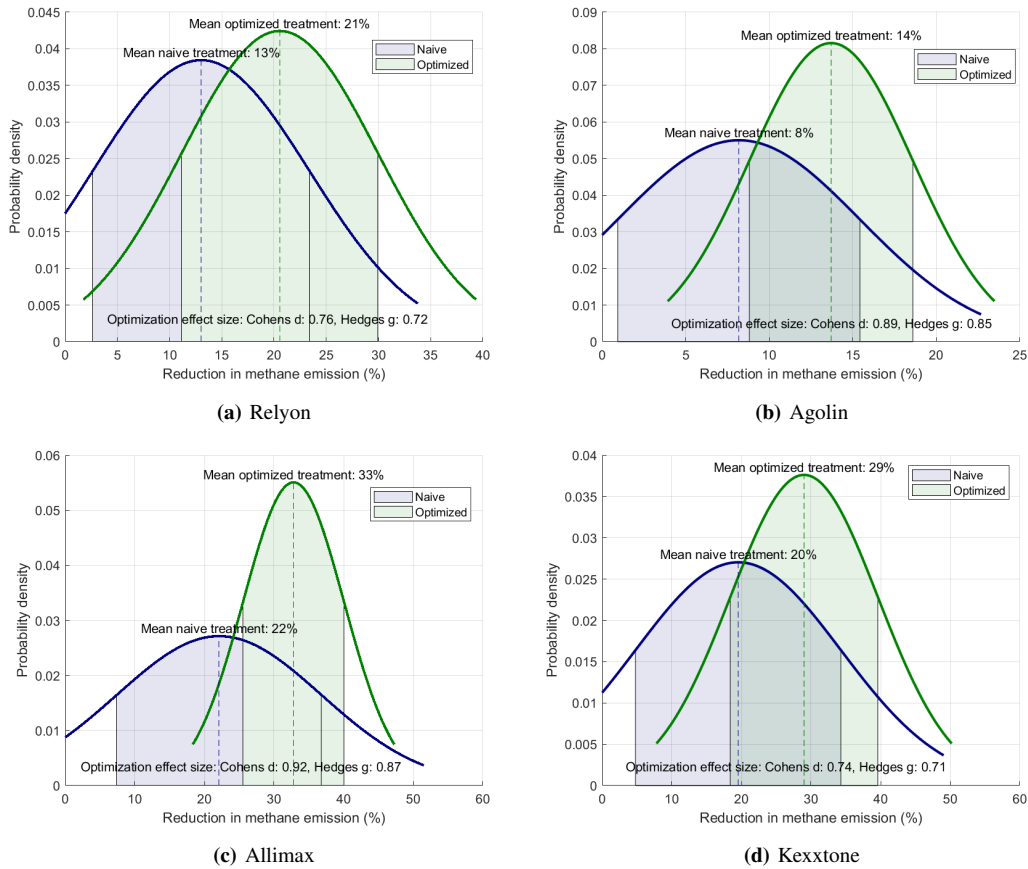 Mean optimized treatment: 21%
Mean naive treatment: 13%
Naive
Optimized
Optimization effect size: Cohens d: 0.76, Hedges g: 0.72
Probability density
0.045
0.04
0.035
0.03
0.025
0.02
0.015
0.01
0.005
0
0 5 10 15 20 25 30 35 40
Reduction in methane emission (%)
(a) Relyon
Mean optimized treatment: 14%
Mean naive treatment: 8%
Naive
Optimized
Optimization effect size: Cohens d: 0.89, Hedges g: 0.85
Probability density
0.09
0.08
0.07
0.06
0.05
0.04
0.03
0.02
0.01
0
0 5 10 15 20 25
Reduction in methane emission (%)
(b) Agolin
Mean optimized treatment: 33%
Mean naive treatment: 22%
Naive
Optimized
Optimization effect size: Cohens d: 0.92, Hedges g: 0.87
Probability density
0.06
0.05
0.04
0.03
0.02
0.01
0
0 10 20 30 40 50 60
Reduction in methane emission (%)
(c) Allimax
Mean optimized treatment: 29%
Mean naive treatment: 20%
Naive
Optimized
Optimization effect size: Cohens d: 0.74, Hedges g: 0.71
Probability density
0.04
0.035
0.03
0.025
0.02
0.015
0.01
0.005
0
0 10 20 30 40 50 60
Reduction in methane emission (%)
(d) Kexxtone